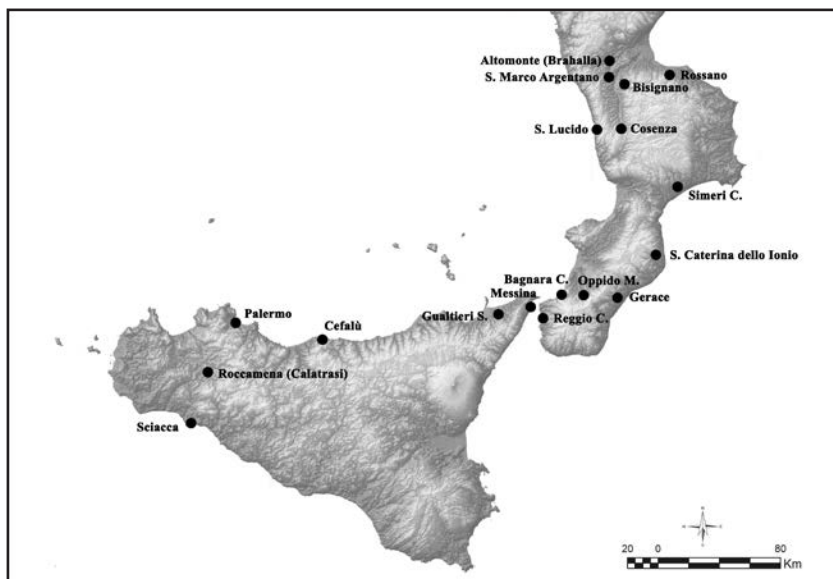 Altomonte (Brahalla)
S. Marco Argentano
Rossano
Bisignano
S. Lucido
Cosenza
Simeri C.
S. Caterina dello Ionio
Bagnara C.
Oppido M.
Messina
Gerace
Gualtieri S.
Reggio C.
Palermo
Cefalù
Roccamena (Calatrasi)
Sciacca
20 0 80
Km